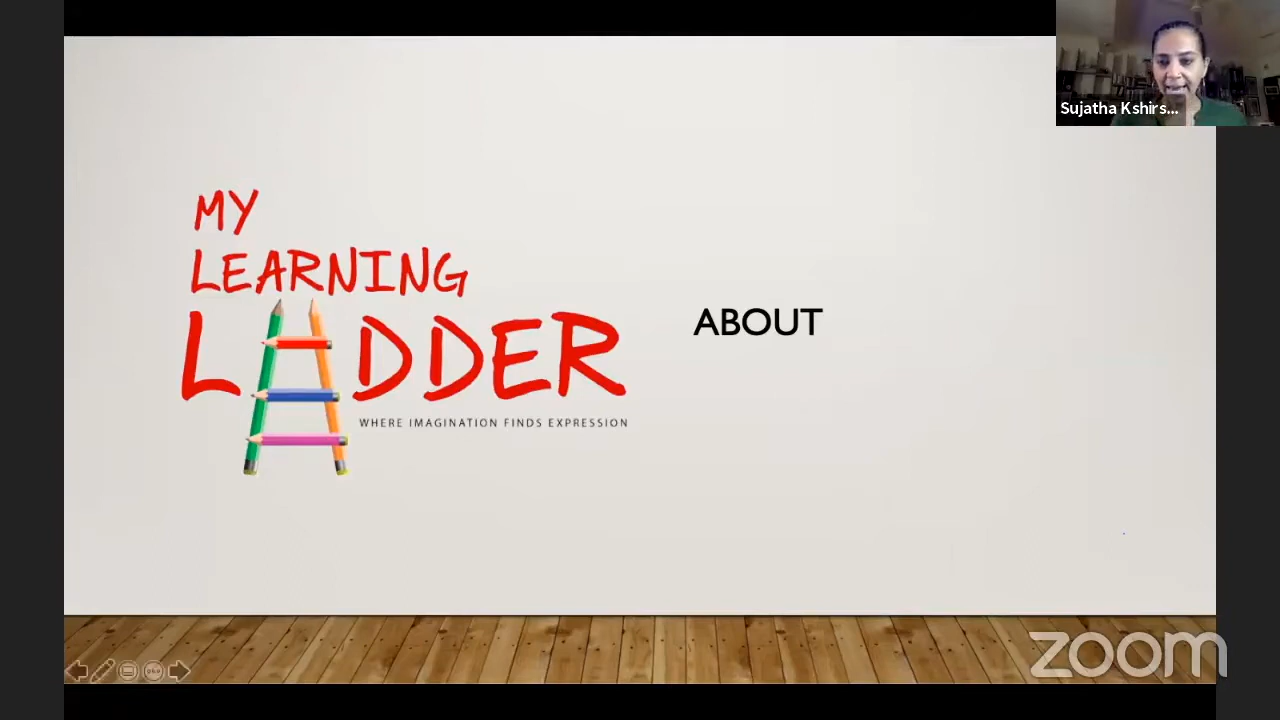 Sujatha Kshirs...
MY
LEARNING
LADDER
WHERE IMAGINATION FINDS EXPRESSION
ABOUT
zoom